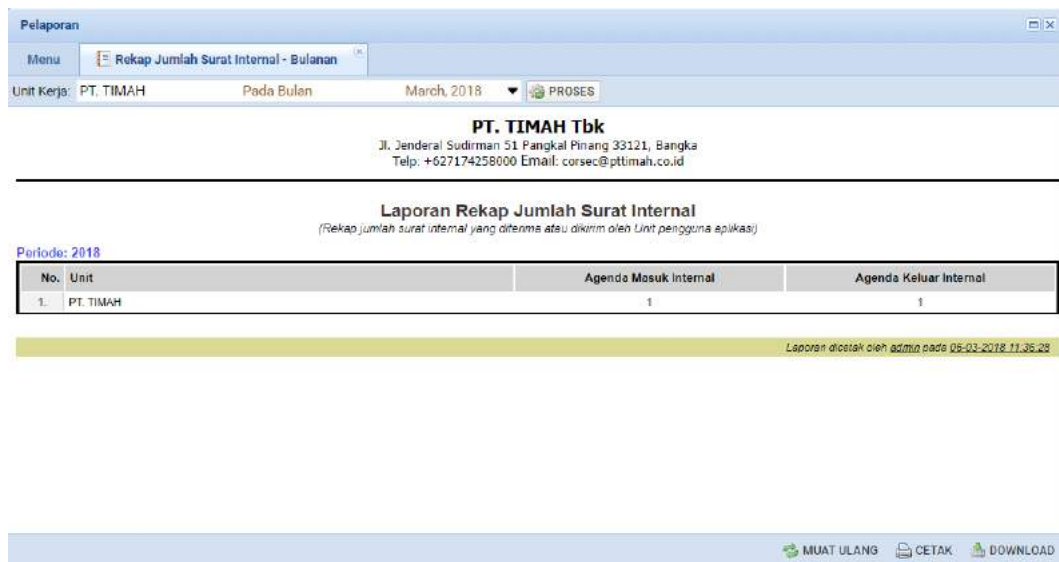 Pelaporan
Menu Rekap Jumlah Surat Internal - Bulanan
Unit Kerja: PT. TIMAH Pada Bulan March, 2018 PROSES
PT. TIMAH Tbk
Jl. Jenderal Sudirman 51 Pangkal Pinang 33121, Bangka
Telp: +627174258000 Email: corsec@pttimah.co.id
Laporan Rekap Jumlah Surat Internal
(Rekap jumlah surat internal yang diterima atau dikirim oleh Unit pengguna aplikasi)
Periode: 2018
No. Unit Agenda Masuk Internal Agenda Keluar Internal
1. PT. TIMAH 1 1
Laporan dicetak oleh admin pada 06-03-2018 11:36:28
MUAT ULANG CETAK DOWNLOAD